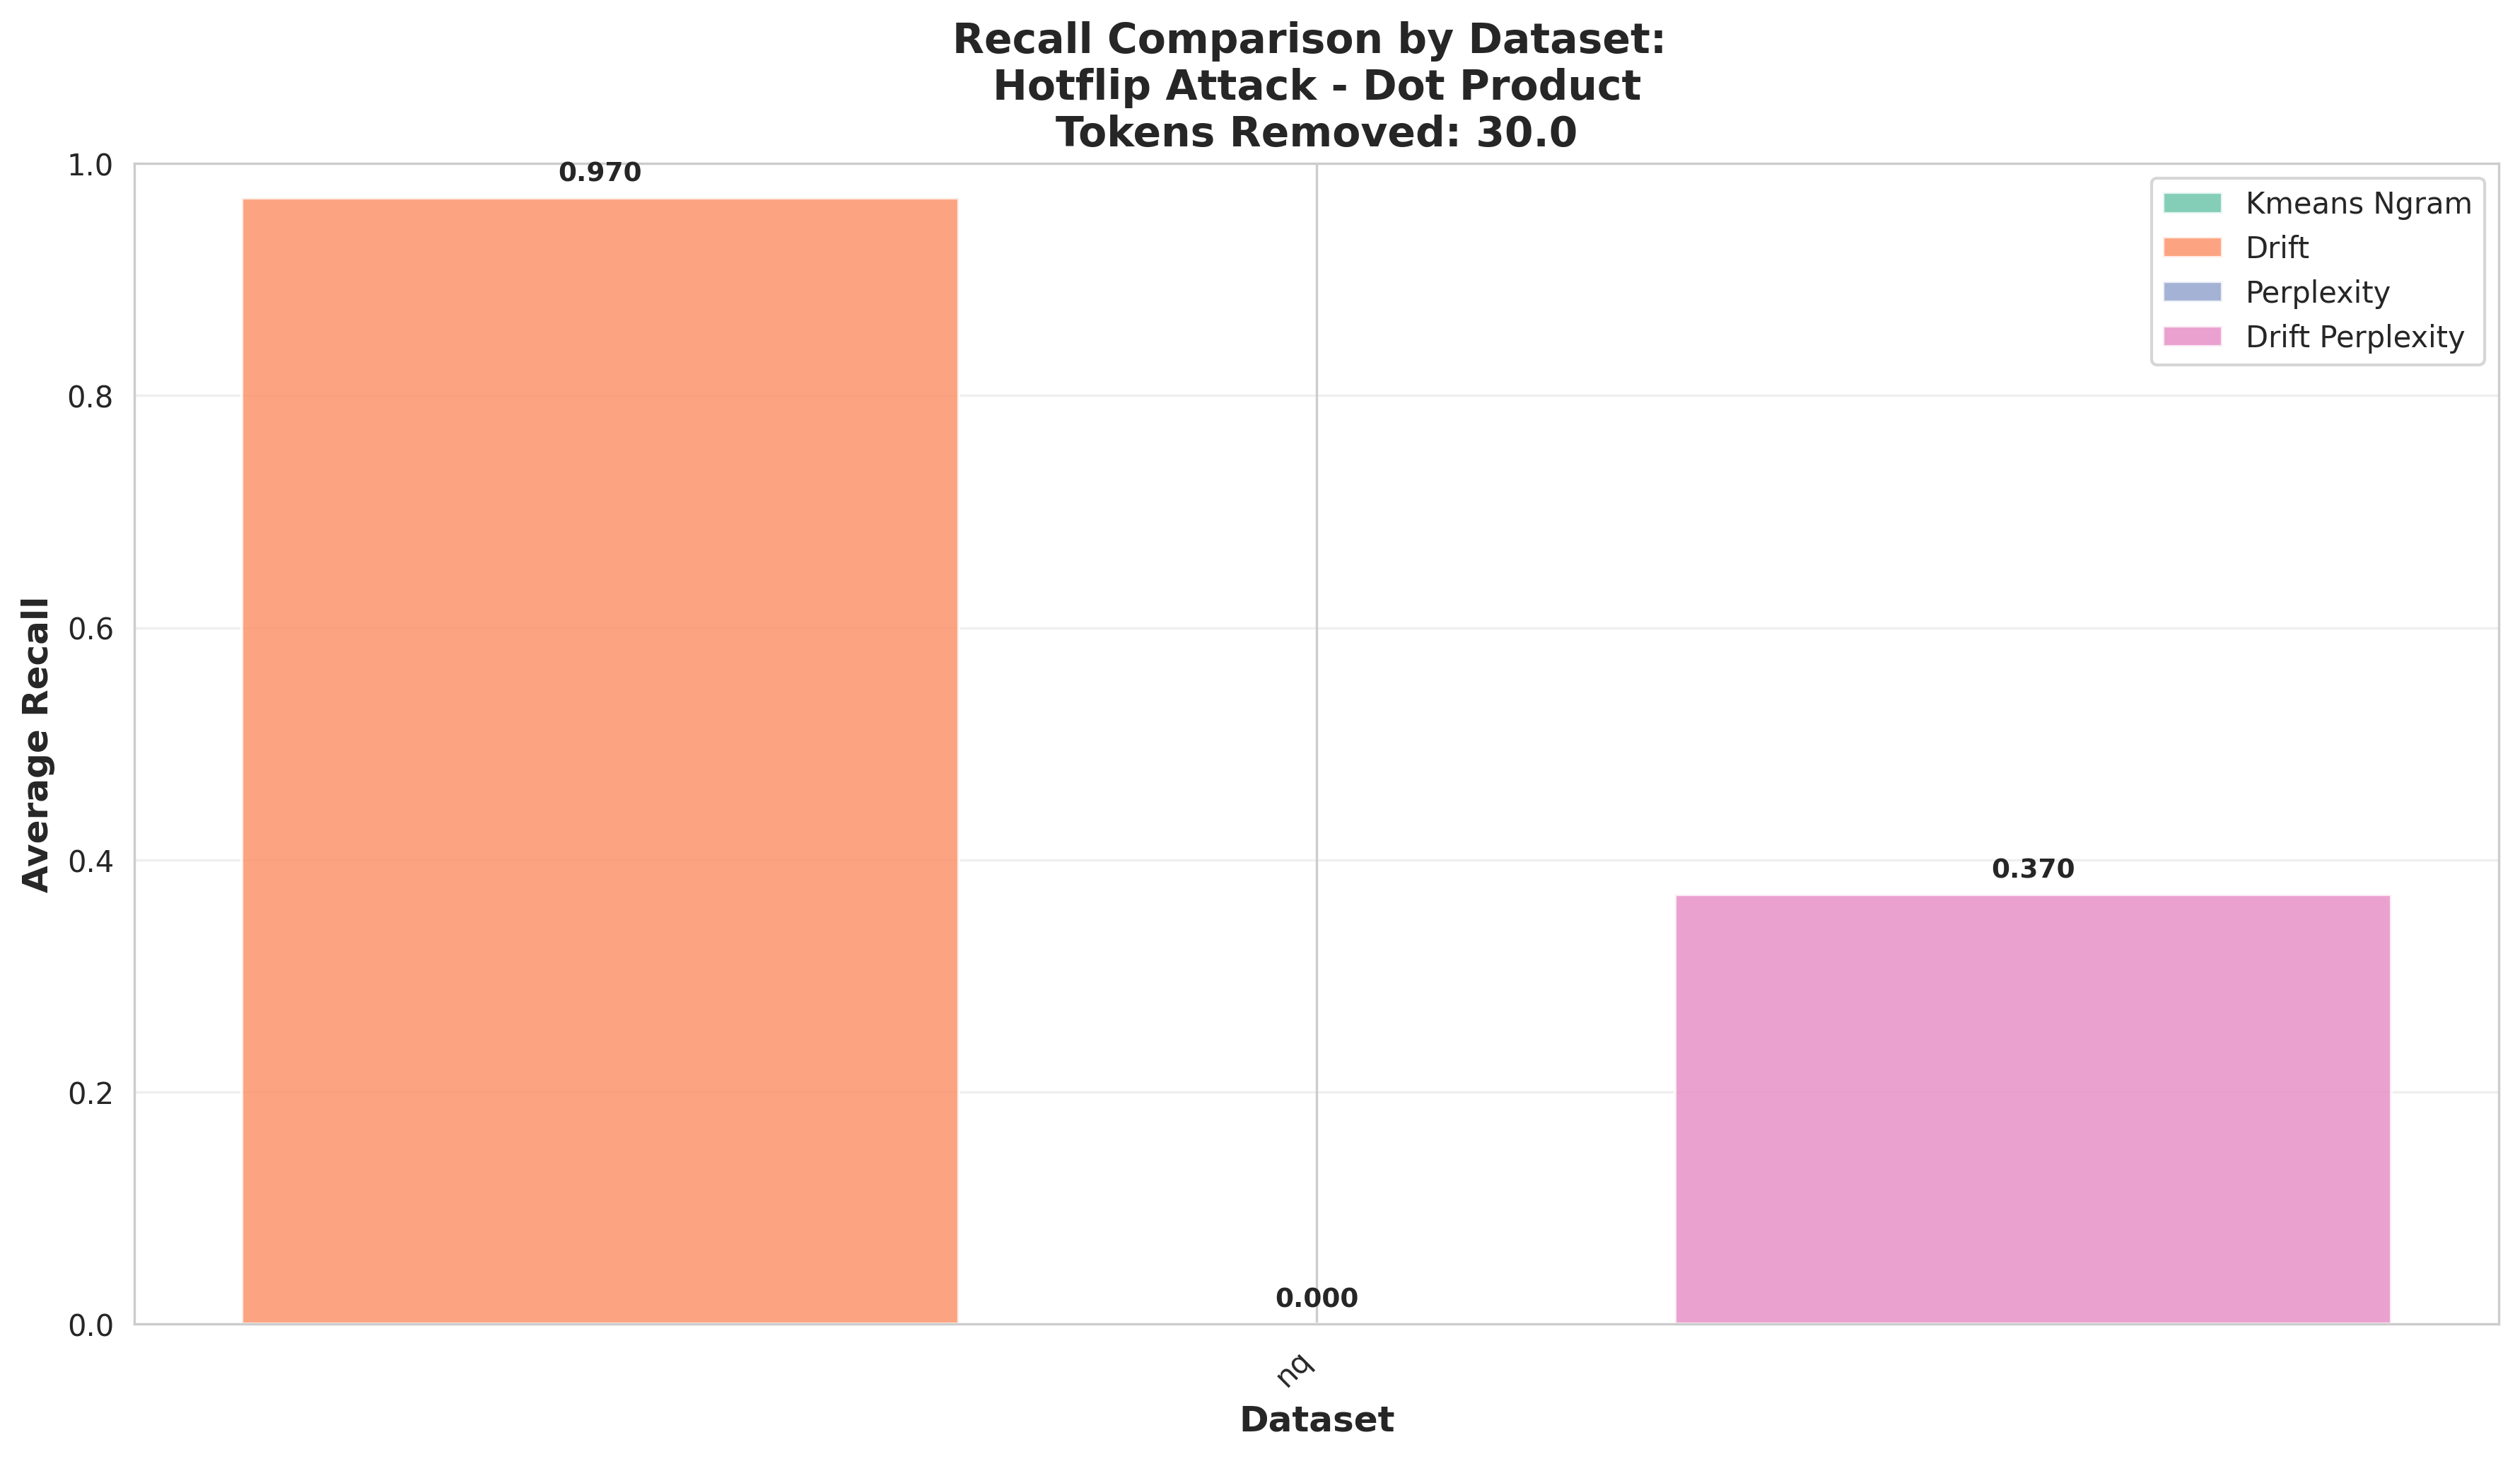 Recall Comparison by Dataset:
Hotflip Attack - Dot Product
Tokens Removed: 30.0
1.0
0.970
Kmeans Ngram
Drift
Perplexity
Drift Perplexity
0.8
0.6
Average Recall
0.4
0.370
0.2
0.000
0.0
nq
Dataset